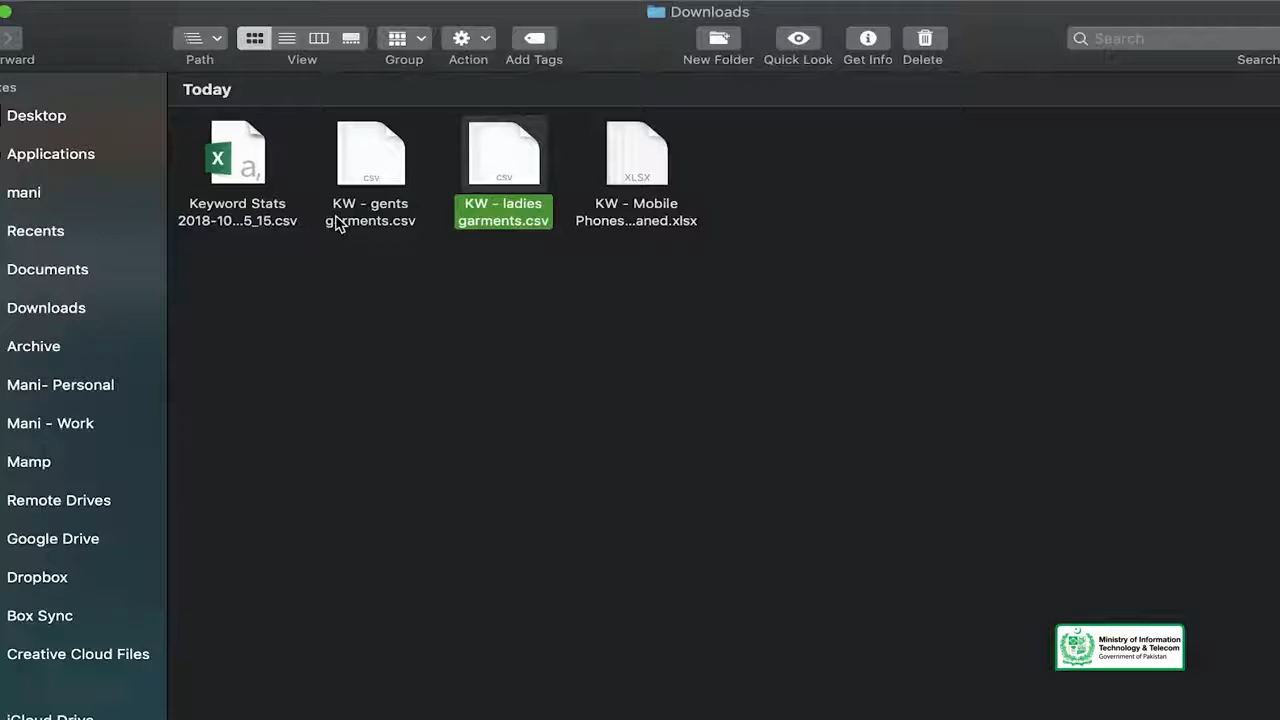 Downloads
rward
Path
View
Group
Action
Add Tags
New Folder
Quick Look
Get Info
Delete
Search
Search
es
Desktop
Applications
mani
Recents
Documents
Downloads
Archive
Mani- Personal
Mani - Work
Mamp
Remote Drives
Google Drive
Dropbox
Box Sync
Creative Cloud Files
iCloud Drive
Today
X
a,
Keyword Stats
2018-10...5_15.csv
CSV
KW - gents
garments.csv
CSV
KW - ladies
garments.csv
XLSX
KW - Mobile
Phones...aned.xlsx
Ministry of Information
Technology & Telecom
Government of Pakistan